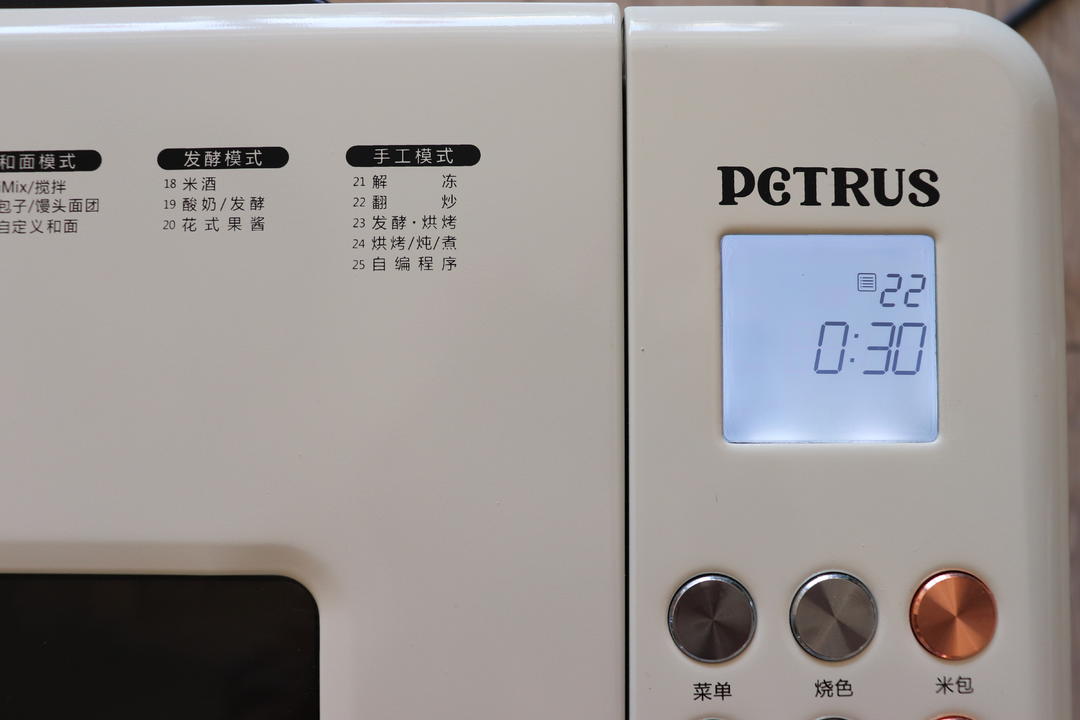 和面模式
iMix/搅拌
包子/馒头面团
自定义和面
发酵模式
18 米酒
19 酸奶/发酵
20 花式果酱
手工模式
21 解冻
22 翻炒
23 发酵·烘烤
24 烘烤/炖/煮
25 自编程序
PETRUS
22
0:30
菜单
烧色
米包